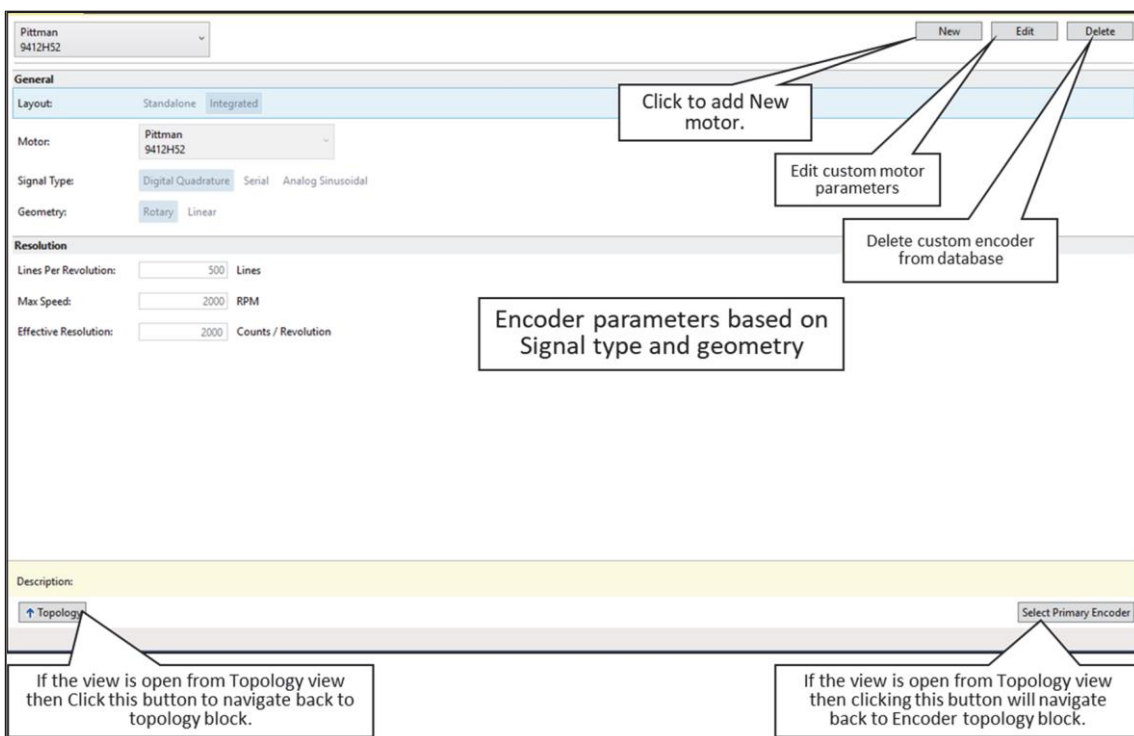 Pittman
9412H52
New Edit Delete
General
Layout: Standalone Integrated
Click to add New
motor.
Motor: Pittman
9412H52
Edit custom motor
parameters
Signal Type: Digital Quadrature Serial Analog Sinusoidal
Geometry: Rotary Linear
Delete custom encoder
from database
Resolution
Lines Per Revolution: 500 Lines
Max Speed: 2000 RPM
Effective Resolution: 2000 Counts / Revolution
Encoder parameters based on
Signal type and geometry
Description:
↑ Topology
Select Primary Encoder
If the view is open from Topology view
then Click this button to navigate back to
topology block.
If the view is open from Topology view
then clicking this button will navigate
back to Encoder topology block.